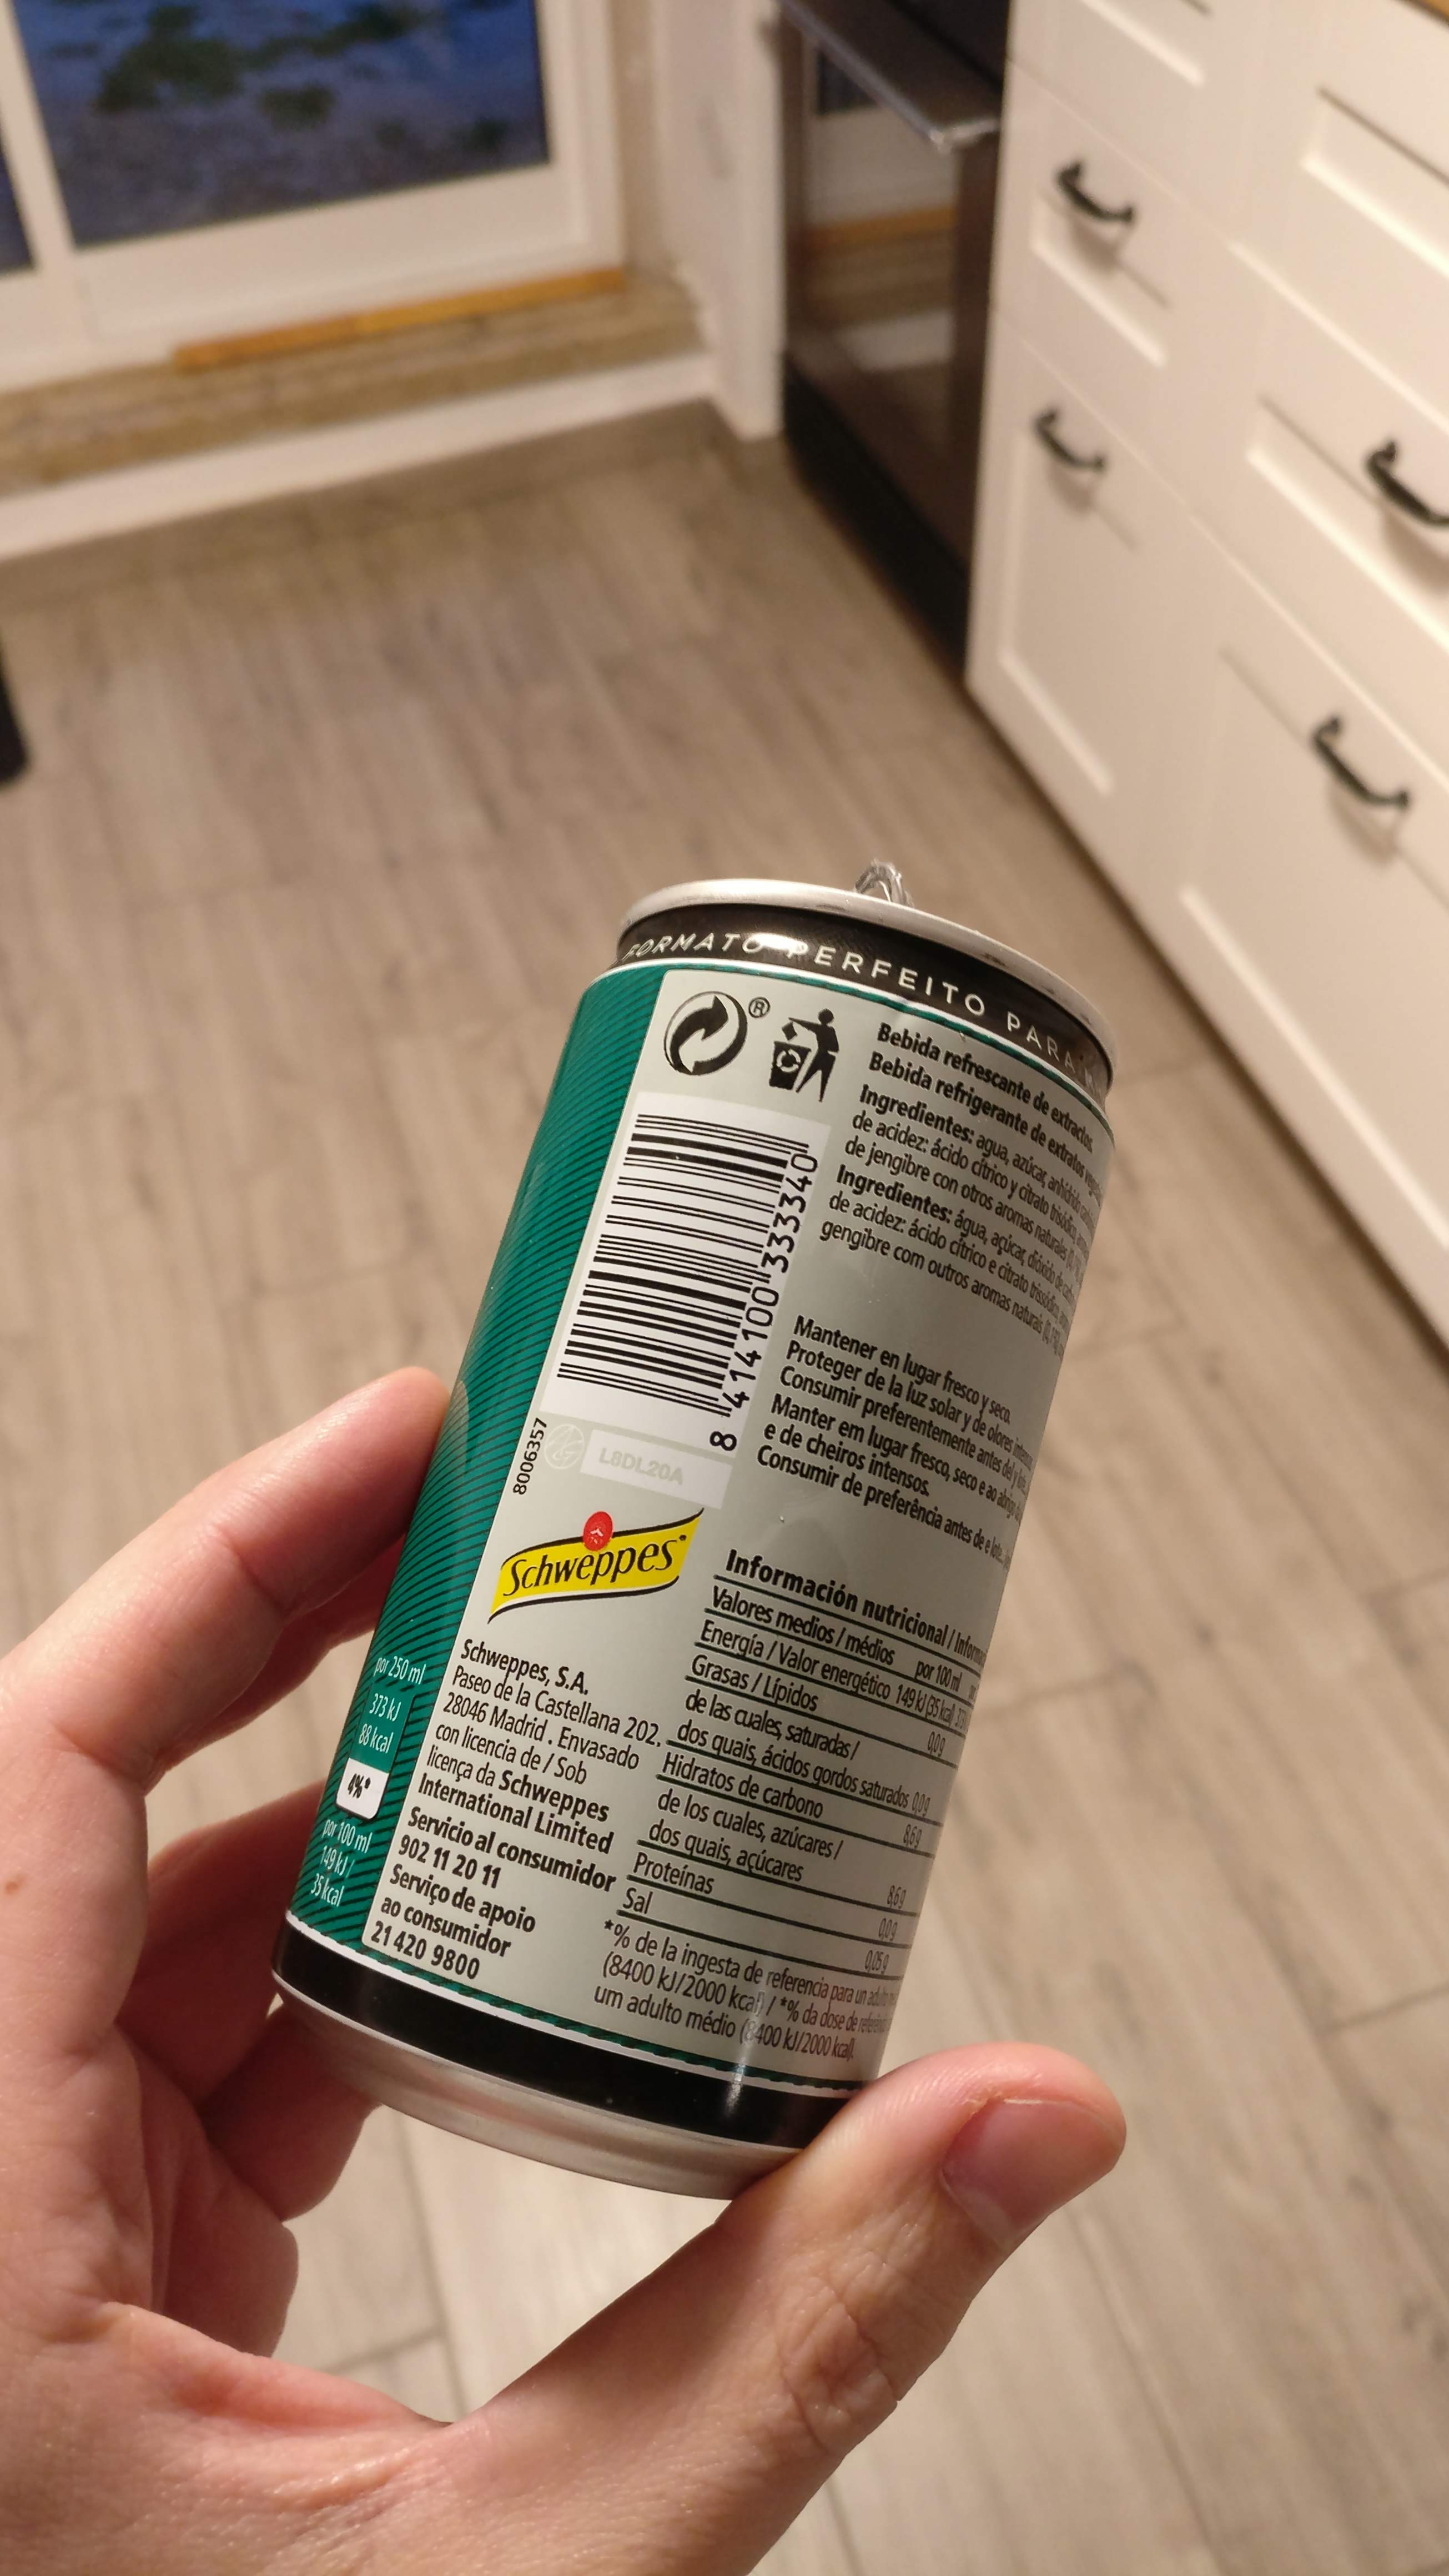 FORMATO PERFEITO PARA
®
Bebida refrescante de extractos
Bebida refrigerante de extratos
Ingredientes: agua, azúcar, anhídrido
de acidez: ácido cítrico y citrato trisódico,
de jengibre con otros aromas naturales
Ingredientes: água, açúcar, dióxido de
de acidez: ácido cítrico e citrato trissódico,
gengibre com outros aromas naturais
8 414100 333340
8006357
L8DL20A
Mantener en lugar fresco y seco.
Proteger de la luz solar y de olores
Consumir preferentemente antes del y lote
Manter em lugar fresco, seco e ao abrigo
e de cheiros intensos.
Consumir de preferência antes de e lote
Schweppes
Información nutricional /
Valores medios / médios por 100 ml
Energía / Valor energético 149 kJ (35 kcal)
Grasas / Lípidos 0,0 g
de las cuales, saturadas /
dos quais, ácidos gordos saturados 0,0 g
Hidratos de carbono 8,6 g
de los cuales, azúcares /
dos quais, açúcares 8,6 g
Proteínas 0,0 g
Sal 0,05 g
*% de la ingesta de referencia para un
(8400 kJ/2000 kcal) / *% da dose de
um adulto médio (8400 kJ/2000 kcal).
Schweppes, S.A.
Paseo de la Castellana 202.
28046 Madrid . Envasado
con licencia de / Sob
licença da Schweppes
International Limited
Servicio al consumidor
902 11 20 11
Serviço de apoio
ao consumidor
21 420 9800
por 250 ml
373 kJ
88 kcal
4%*
por 100 ml
149 kJ /
35 kcal